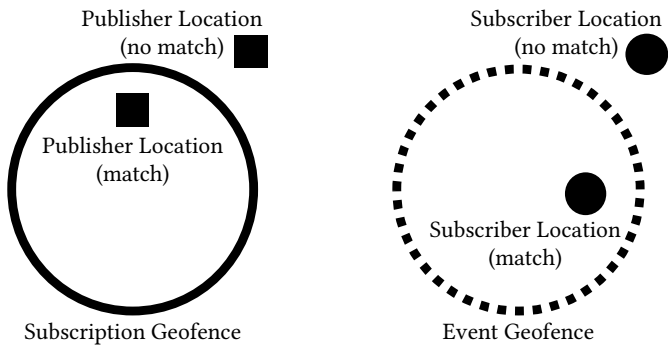 Publisher Location
(no match)
Publisher Location
(match)
Subscription Geofence
Subscriber Location
(no match)
Subscriber Location
(match)
Event Geofence